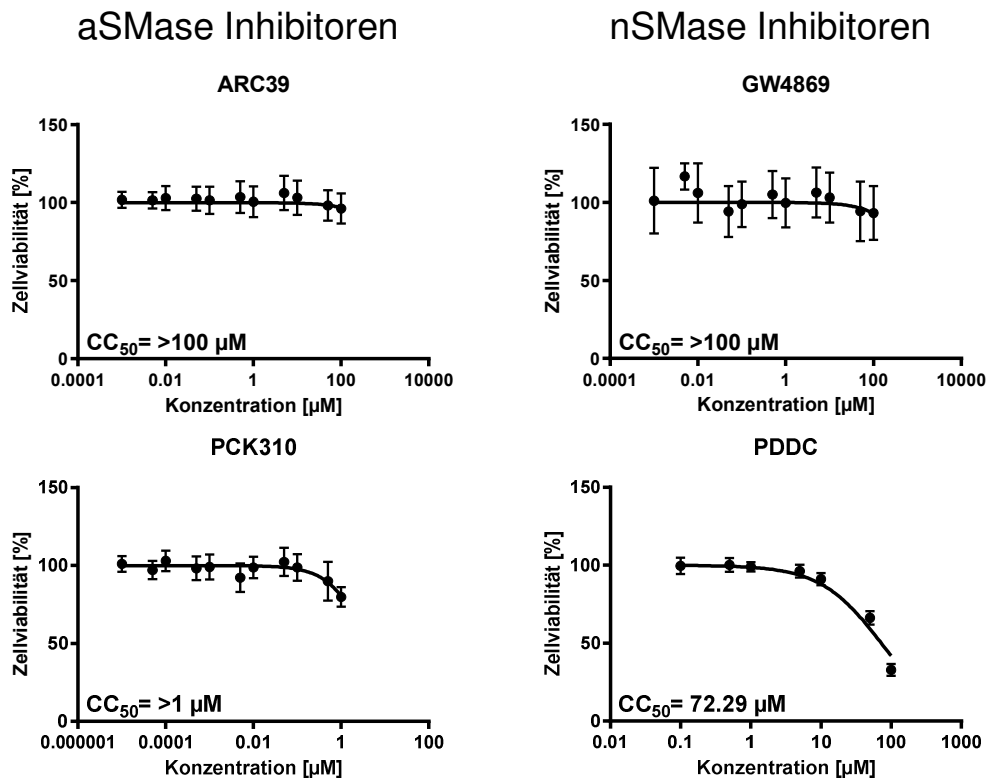 aSMase Inhibitoren
nSMase Inhibitoren
ARC39
Zellviabilität [%]
150
100
50
0
CC50= >100 µM
0.0001 0.01 1 100 10000
Konzentration [µM]
GW4869
Zellviabilität [%]
150
100
50
0
CC50= >100 µM
0.0001 0.01 1 100 10000
Konzentration [µM]
PCK310
Zellviabilität [%]
150
100
50
0
CC50= >1 µM
0.000001 0.0001 0.01 1 100
Konzentration [µM]
PDDC
Zellviabilität [%]
150
100
50
0
CC50= 72.29 µM
0.01 0.1 1 10 100 1000
Konzentration [µM]